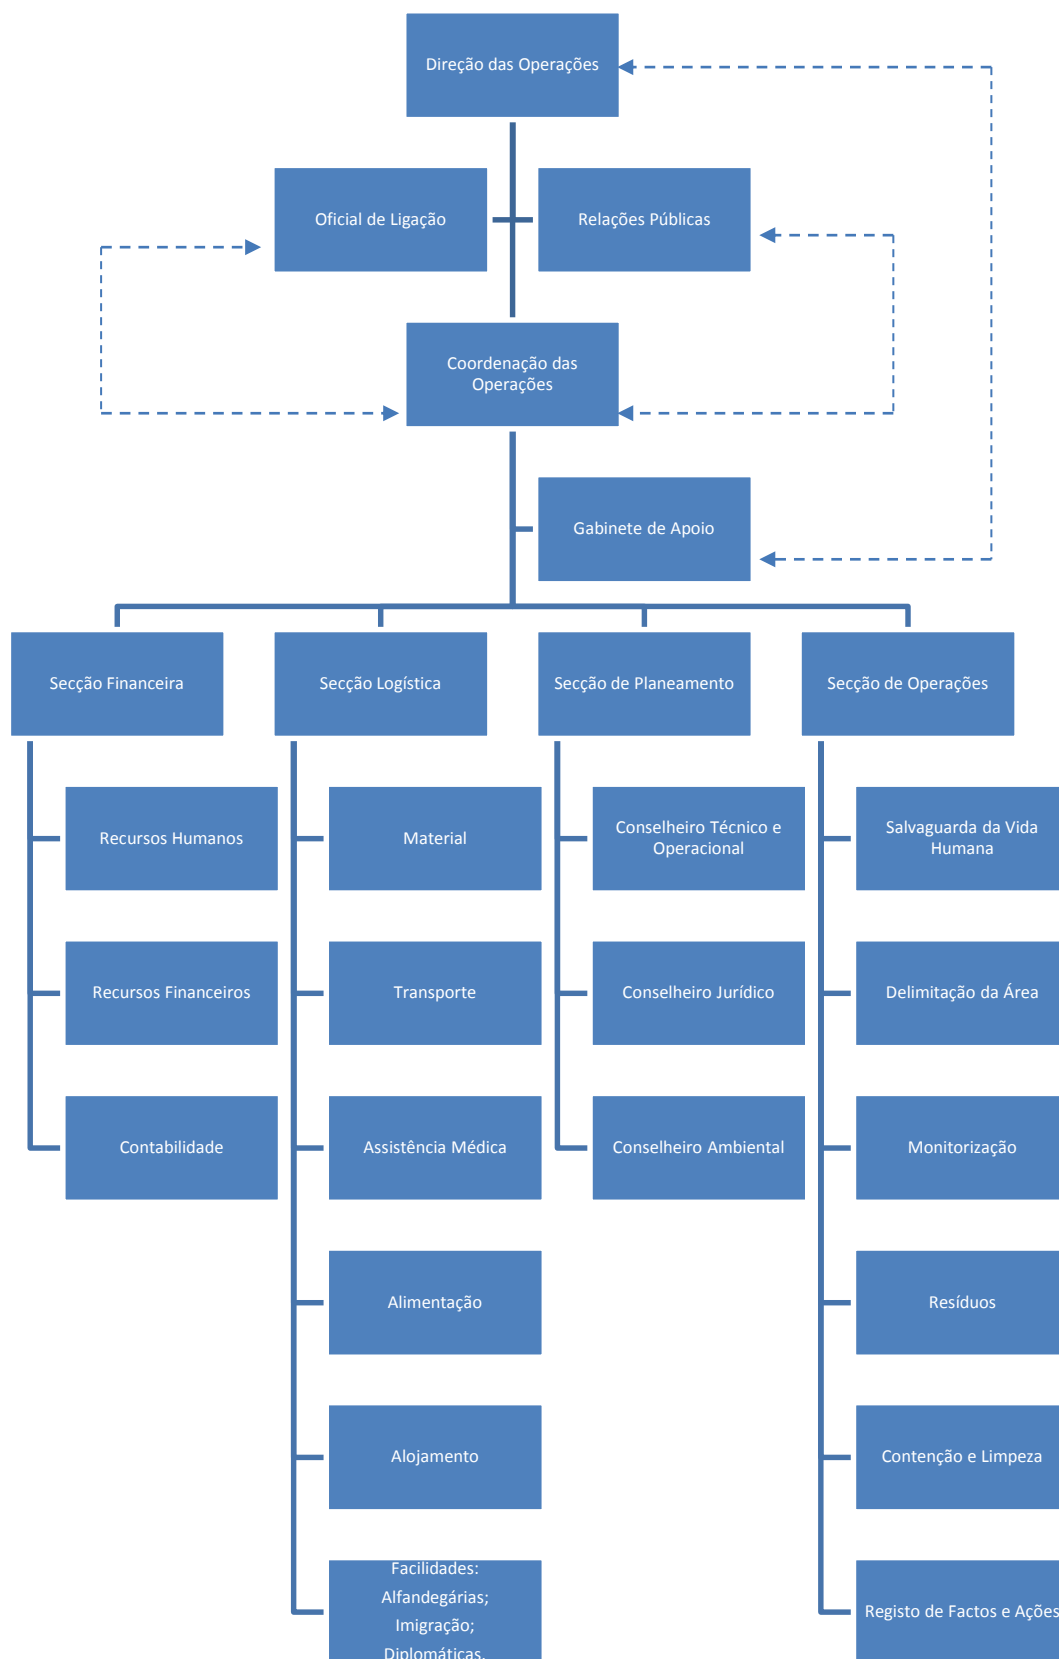 Direção das Operações
Oficial de Ligação
Relações Públicas
Coordenação das
Operações
Gabinete de Apoio
Secção Financeira
Secção Logística
Secção de Planeamento
Secção de Operações
Recursos Humanos
Material
Conselheiro Técnico e
Operacional
Salvaguarda da Vida
Humana
Recursos Financeiros
Transporte
Conselheiro Jurídico
Delimitação da Área
Contabilidade
Assistência Médica
Conselheiro Ambiental
Monitorização
Alimentação
Resíduos
Alojamento
Contenção e Limpeza
Facilidades:
Alfandegárias;
Imigração;
Diplomáticas.
Registo de Factos e Ações